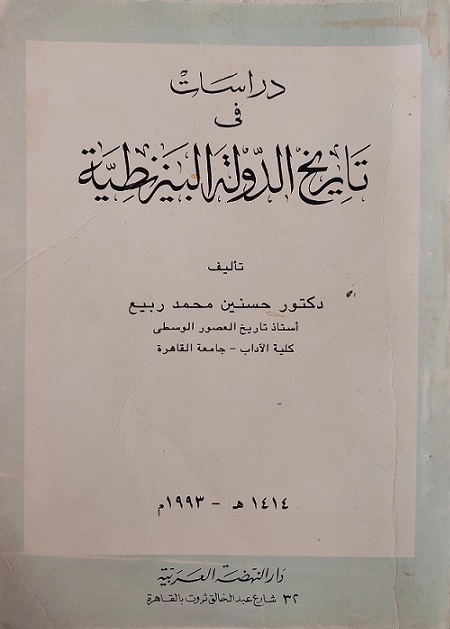 دراسات
في
تاريخ الدولة البيزنطية
تأليف
دكتور حسنين محمد ربيع
أستاذ تاريخ العصور الوسطى
كلية الآداب - جامعة القاهرة
١٤١٤ هـ - ١٩٩٣م
دار النهضة العربية
٣٢ شارع عبد الخالق ثروت بالقاهرة